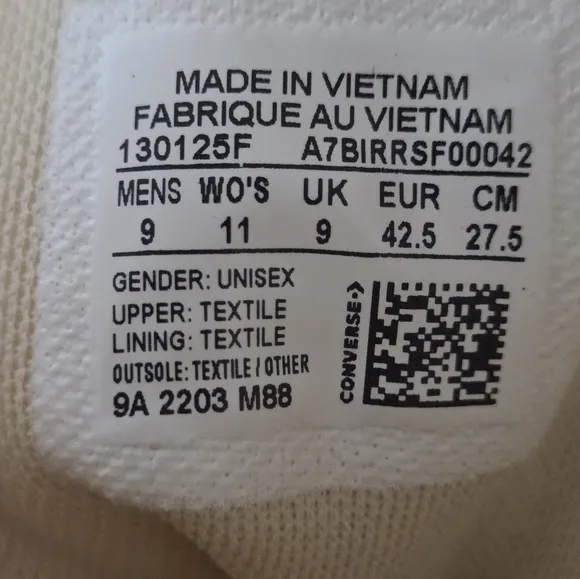 MADE IN VIETNAM
FABRIQUE AU VIETNAM
130125F A7BIRRSF00042
MENS WO'S UK EUR CM
9 11 9 42.5 27.5
GENDER: UNISEX
UPPER: TEXTILE
LINING: TEXTILE
OUTSOLE: TEXTILE / OTHER
9A 2203 M88
CONVERSE